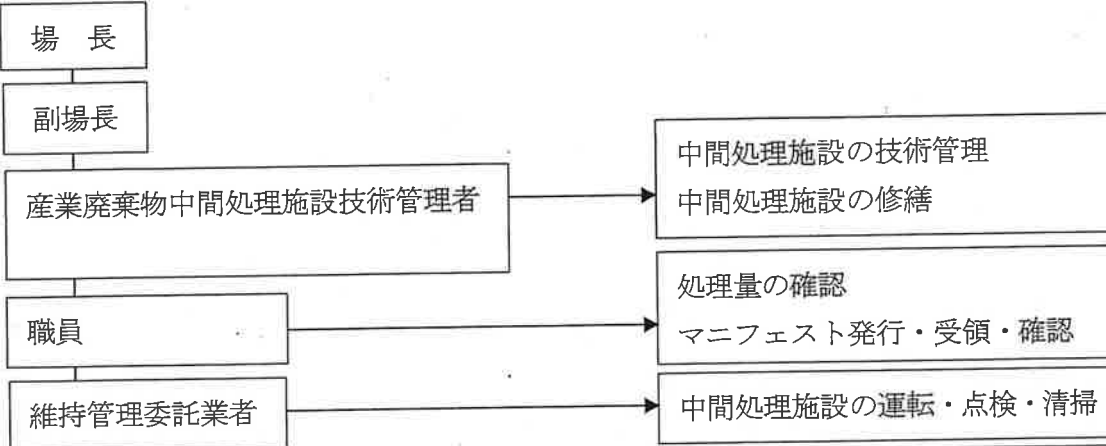 場　長
副場長
産業廃棄物中間処理施設技術管理者
中間処理施設の技術管理
中間処理施設の修繕
職員
処理量の確認
マニフェスト発行・受領・確認
維持管理委託業者
中間処理施設の運転・点検・清掃